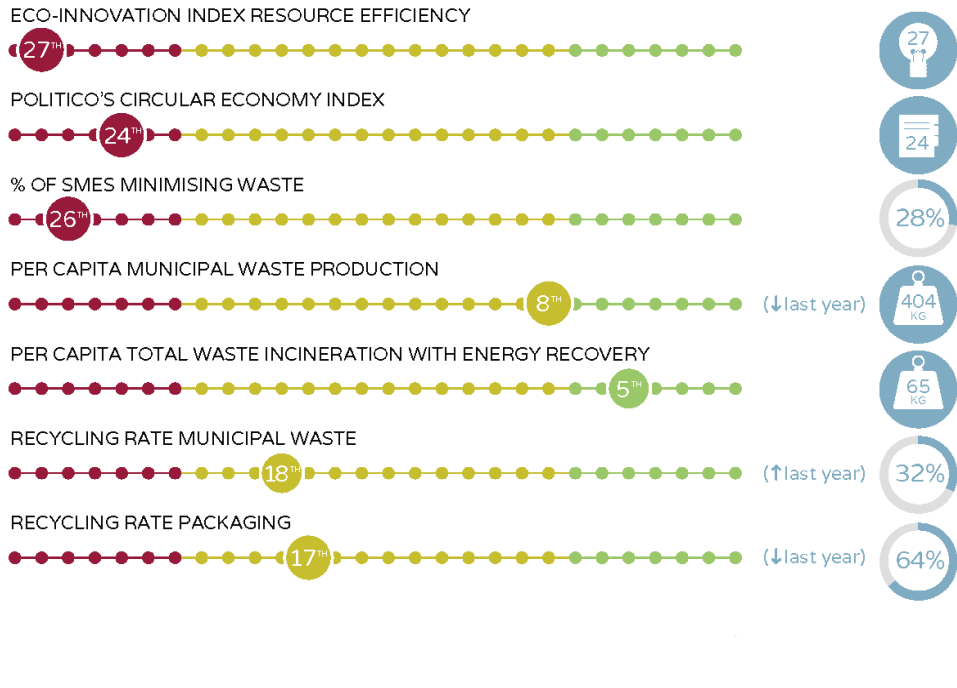 ECO-INNOVATION INDEX RESOURCE EFFICIENCY
27TH
27
POLITICO'S CIRCULAR ECONOMY INDEX
24TH
24
% OF SMES MINIMISING WASTE
26TH
28%
PER CAPITA MUNICIPAL WASTE PRODUCTION
8TH
(↓last year)
404
KG
PER CAPITA TOTAL WASTE INCINERATION WITH ENERGY RECOVERY
5TH
65
KG
RECYCLING RATE MUNICIPAL WASTE
18TH
(↑last year)
32%
RECYCLING RATE PACKAGING
17TH
(↓last year)
64%